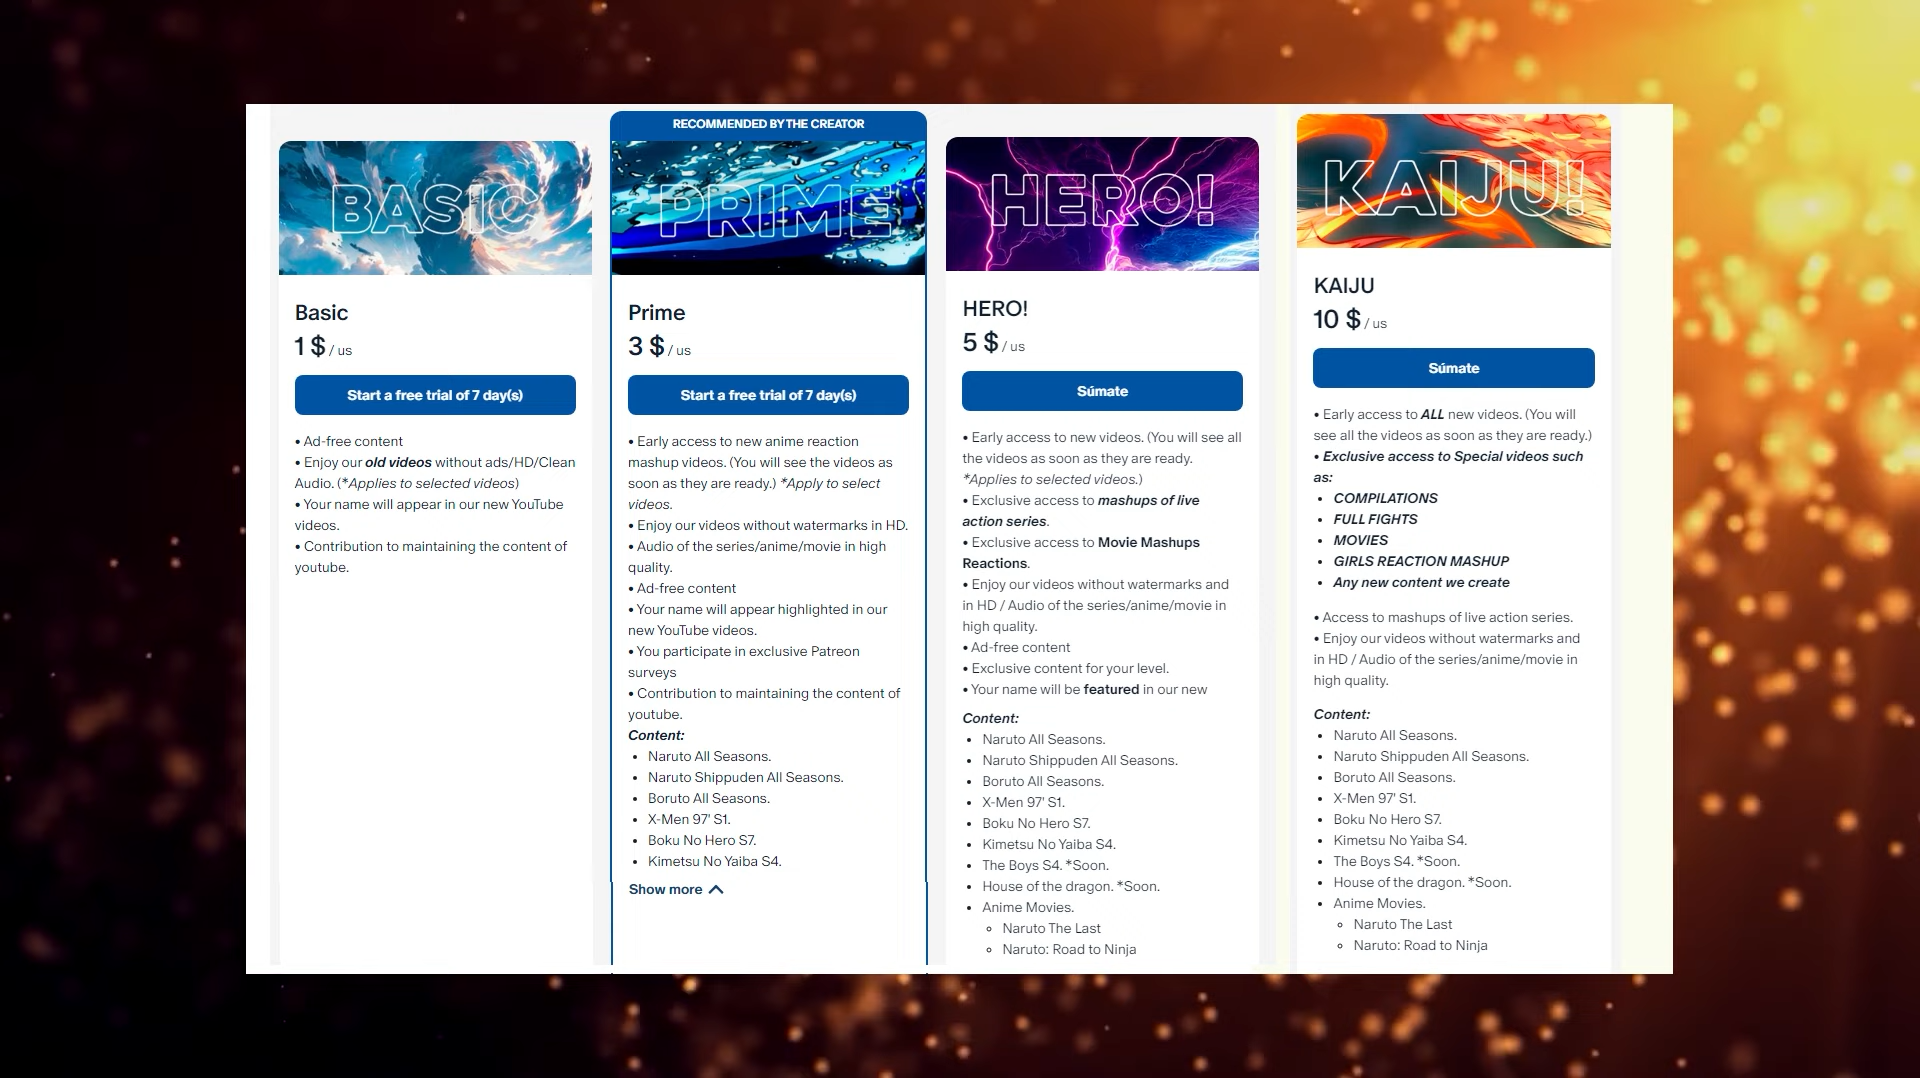 BASIC
Basic
1 $ / us
Start a free trial of 7 day(s)
• Ad-free content
• Enjoy our old videos without ads/HD/Clean
Audio. (*Applies to selected videos)
• Your name will appear in our new YouTube
videos.
• Contribution to maintaining the content of
youtube.
RECOMMENDED BY THE CREATOR
PRIME
Prime
3 $ / us
Start a free trial of 7 day(s)
• Early access to new anime reaction
mashup videos. (You will see the videos as
soon as they are ready.) *Apply to select
videos.
• Enjoy our videos without watermarks in HD.
• Audio of the series/anime/movie in high
quality.
• Ad-free content
• Your name will appear highlighted in our
new YouTube videos.
• You participate in exclusive Patreon
surveys
• Contribution to maintaining the content of
youtube.
Content:
• Naruto All Seasons.
• Naruto Shippuden All Seasons.
• Boruto All Seasons.
• X-Men 97' S1.
• Boku No Hero S7.
• Kimetsu No Yaiba S4.
Show more
HERO!
HERO!
5 $ / us
Súmate
• Early access to new videos. (You will see all
the videos as soon as they are ready.
*Applies to selected videos.)
• Exclusive access to mashups of live
action series.
• Exclusive access to Movie Mashups
Reactions.
• Enjoy our videos without watermarks and
in HD / Audio of the series/anime/movie in
high quality.
• Ad-free content
• Exclusive content for your level.
• Your name will be featured in our new
Content:
• Naruto All Seasons.
• Naruto Shippuden All Seasons.
• Boruto All Seasons.
• X-Men 97' S1.
• Boku No Hero S7.
• Kimetsu No Yaiba S4.
• The Boys S4. *Soon.
• House of the dragon. *Soon.
• Anime Movies.
◦ Naruto The Last
◦ Naruto: Road to Ninja
KAIJU!
KAIJU
10 $ / us
Súmate
• Early access to ALL new videos. (You will
see all the videos as soon as they are ready.)
• Exclusive access to Special videos such
as:
• COMPILATIONS
• FULL FIGHTS
• MOVIES
• GIRLS REACTION MASHUP
• Any new content we create
• Access to mashups of live action series.
• Enjoy our videos without watermarks and
in HD / Audio of the series/anime/movie in
high quality.
Content:
• Naruto All Seasons.
• Naruto Shippuden All Seasons.
• Boruto All Seasons.
• X-Men 97' S1.
• Boku No Hero S7.
• Kimetsu No Yaiba S4.
• The Boys S4. *Soon.
• House of the dragon. *Soon.
• Anime Movies.
◦ Naruto The Last
◦ Naruto: Road to Ninja